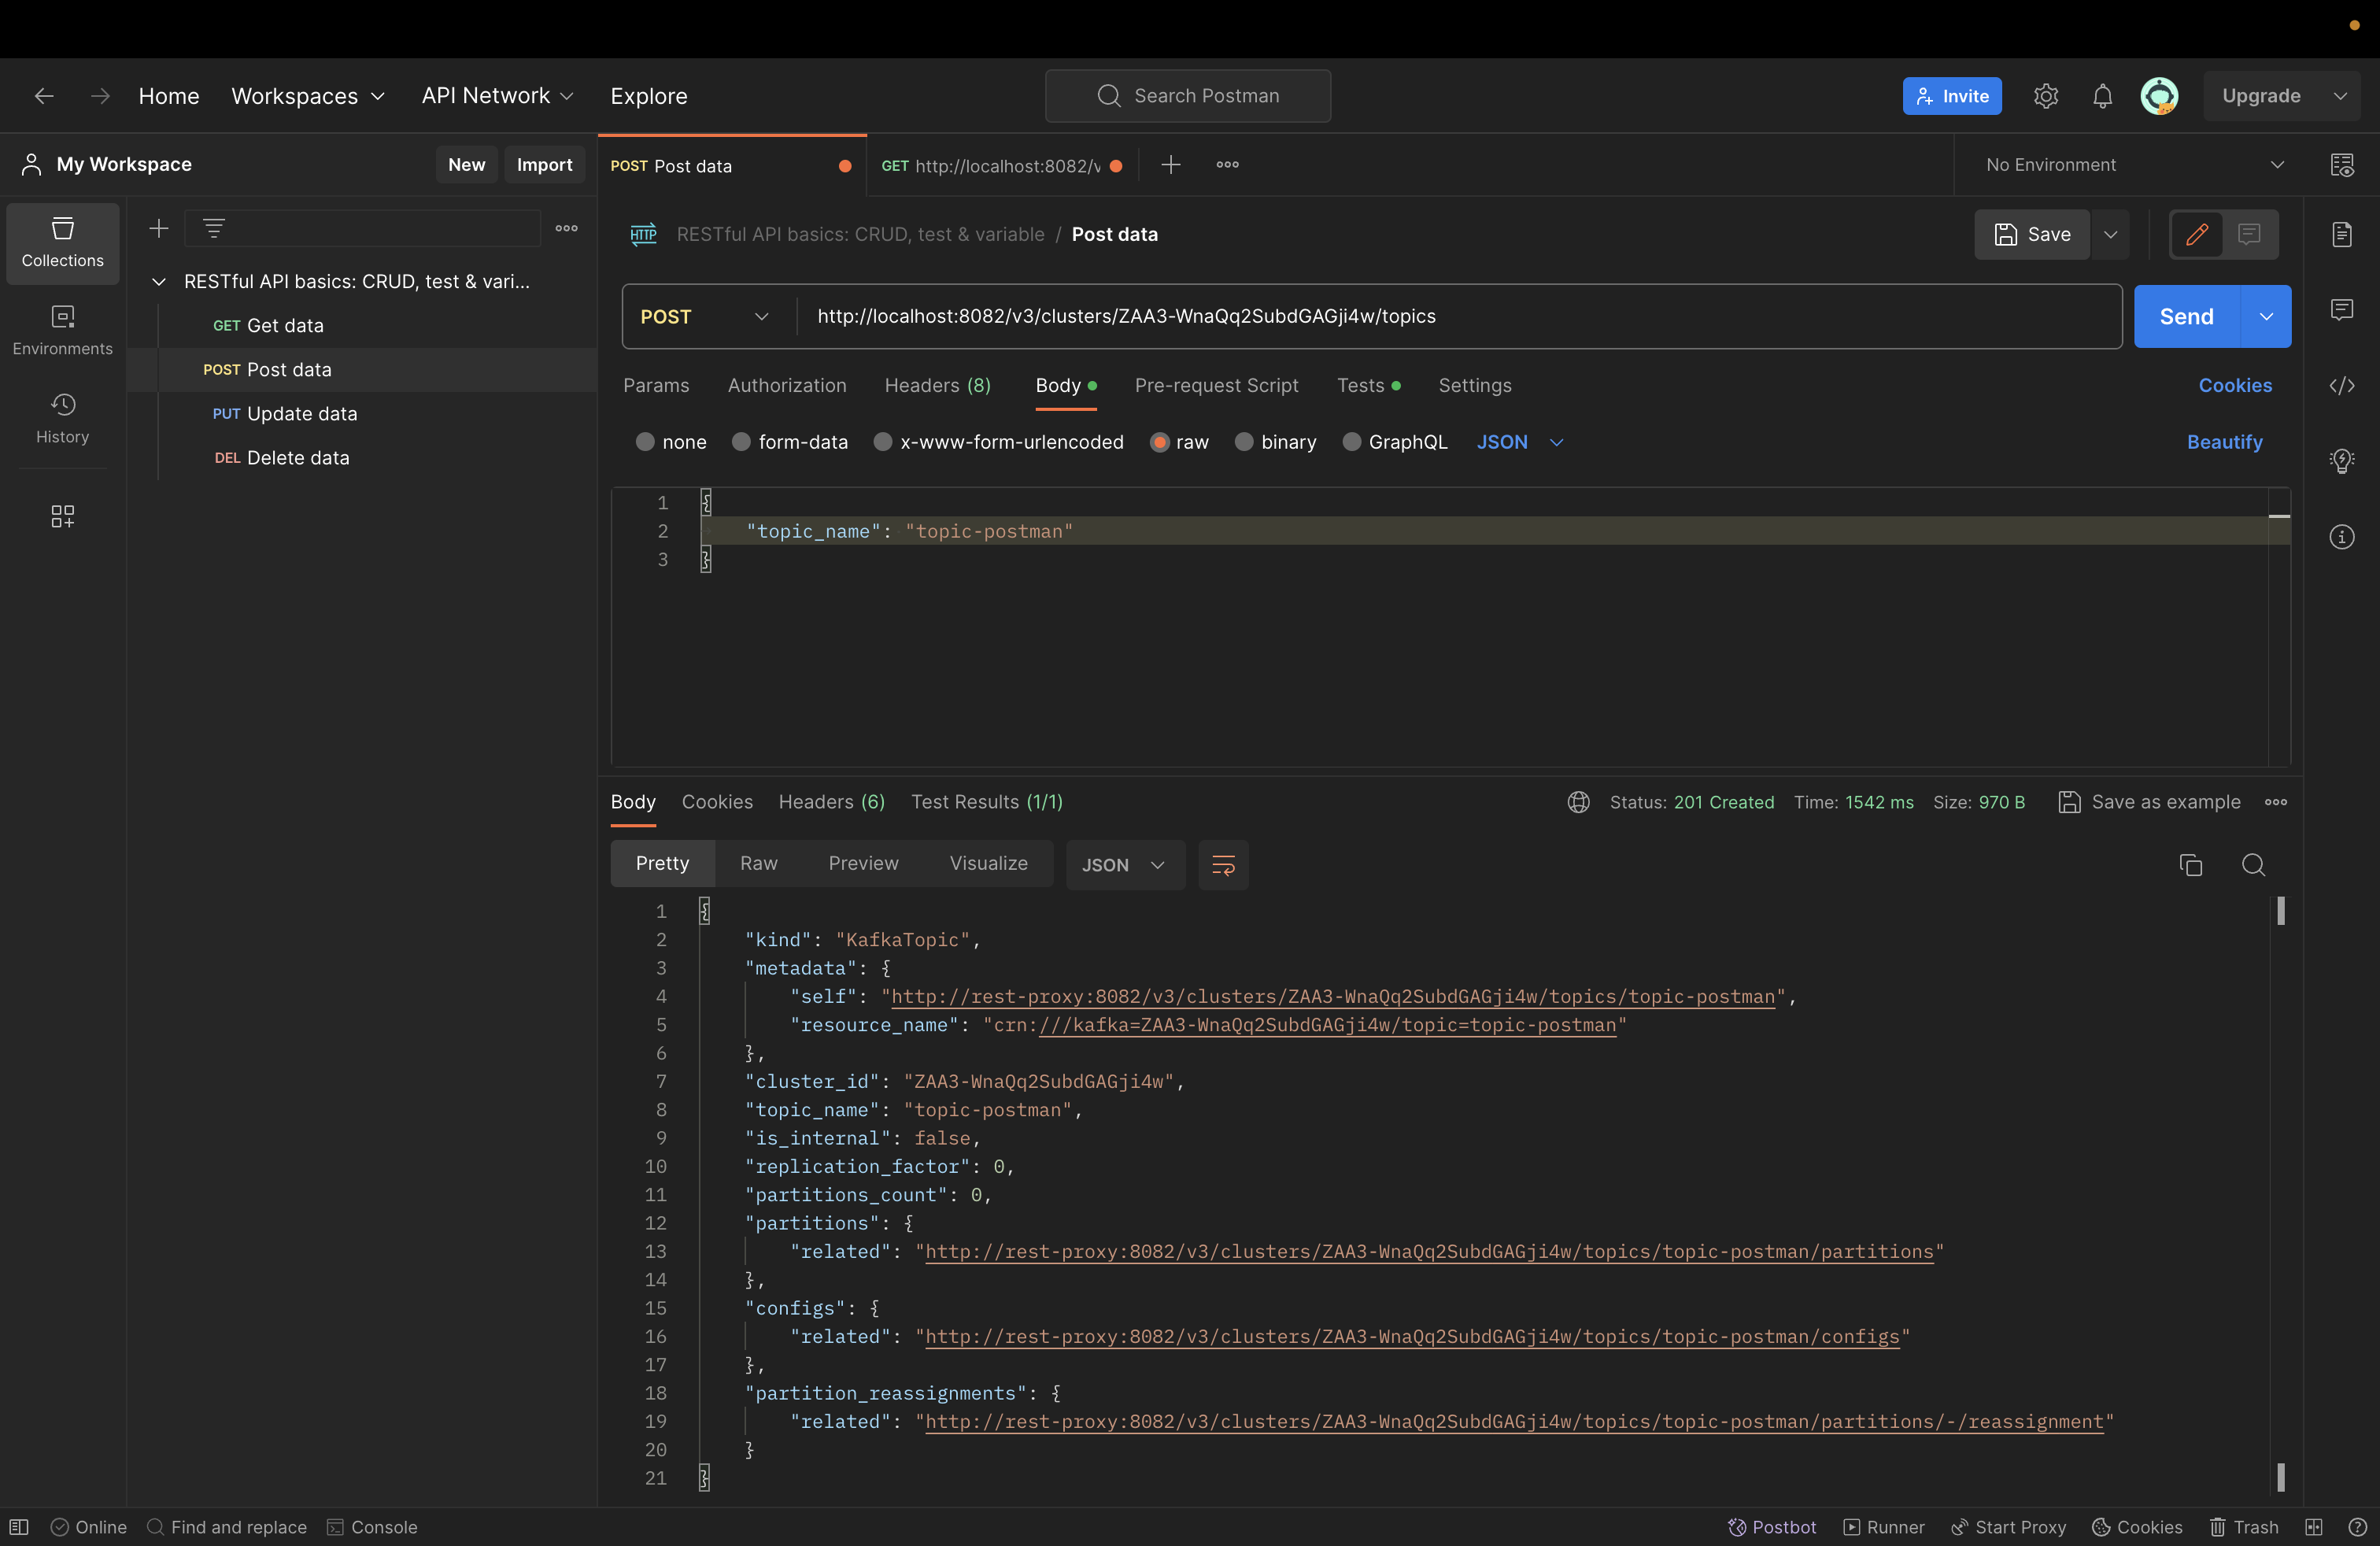 Home Workspaces API Network Explore Search Postman Invite Upgrade
My Workspace New Import POST Post data GET http://localhost:8082/v No Environment
Collections
Environments
History
RESTful API basics: CRUD, test & vari...
GET Get data
POST Post data
PUT Update data
DEL Delete data
HTTP RESTful API basics: CRUD, test & variable / Post data Save
POST http://localhost:8082/v3/clusters/ZAA3-WnaQq2SubdGAGji4w/topics Send
Params Authorization Headers (8) Body Pre-request Script Tests Settings Cookies
none form-data x-www-form-urlencoded raw binary GraphQL JSON Beautify
1 {
2 "topic_name": "topic-postman"
3 }
Body Cookies Headers (6) Test Results (1/1) Status: 201 Created Time: 1542 ms Size: 970 B Save as example
Pretty Raw Preview Visualize JSON
1 {
2 "kind": "KafkaTopic",
3 "metadata": {
4 "self": "http://rest-proxy:8082/v3/clusters/ZAA3-WnaQq2SubdGAGji4w/topics/topic-postman",
5 "resource_name": "crn:///kafka=ZAA3-WnaQq2SubdGAGji4w/topic=topic-postman"
6 },
7 "cluster_id": "ZAA3-WnaQq2SubdGAGji4w",
8 "topic_name": "topic-postman",
9 "is_internal": false,
10 "replication_factor": 0,
11 "partitions_count": 0,
12 "partitions": {
13 "related": "http://rest-proxy:8082/v3/clusters/ZAA3-WnaQq2SubdGAGji4w/topics/topic-postman/partitions"
14 },
15 "configs": {
16 "related": "http://rest-proxy:8082/v3/clusters/ZAA3-WnaQq2SubdGAGji4w/topics/topic-postman/configs"
17 },
18 "partition_reassignments": {
19 "related": "http://rest-proxy:8082/v3/clusters/ZAA3-WnaQq2SubdGAGji4w/topics/topic-postman/partitions/-/reassignment"
20 }
21 }
Online Find and replace Console Postbot Runner Start Proxy Cookies Trash